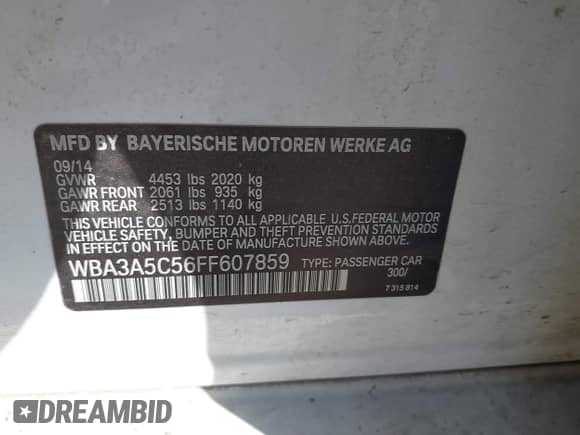 MFD BY BAYERISCHE MOTOREN WERKE AG
09/14
GVWR 4453 lbs 2020 kg
GAWR FRONT 2061 lbs 935 kg
GAWR REAR 2513 lbs 1140 kg
THIS VEHICLE CONFORMS TO ALL APPLICABLE U.S.FEDERAL MOTOR
VEHICLE SAFETY, BUMPER AND THEFT PREVENTION STANDARDS
IN EFFECT ON THE DATE OF MANUFACTURE SHOWN ABOVE.
WBA3A5C56FF607859 TYPE: PASSENGER CAR
300/
7 315 814
DREAMBID